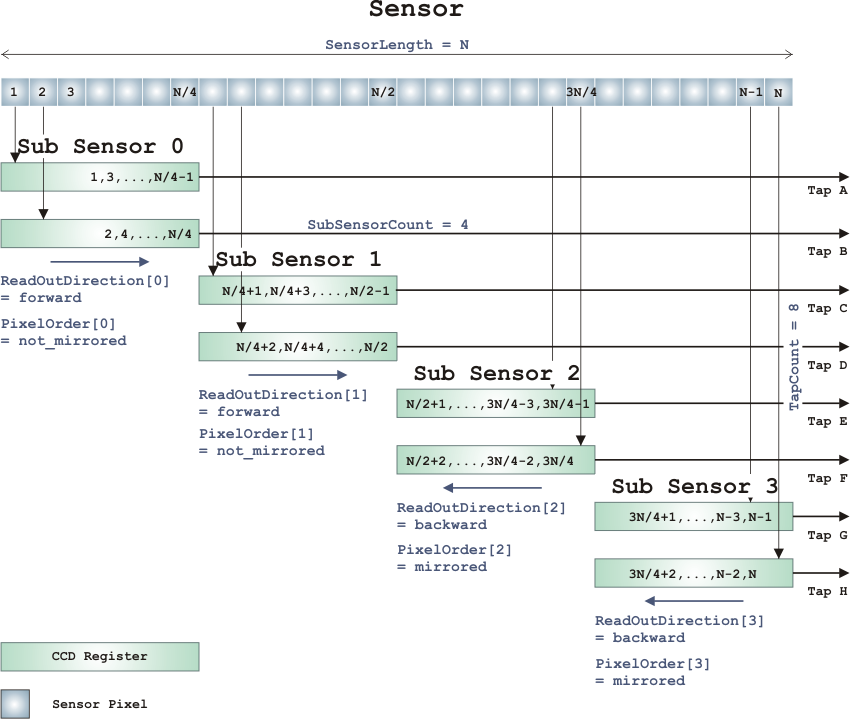 Sensor
SensorLength = N
1 2 3 N/4 N/2 3N/4 N-1 N
Sub Sensor 0
1,3,...,N/4-1
Tap A
2,4,...,N/4
SubSensorCount = 4
Tap B
ReadOutDirection[0]
= forward
PixelOrder[0]
= not_mirrored
Sub Sensor 1
N/4+1,N/4+3,...,N/2-1
Tap C
N/4+2,N/4+4,...,N/2
Tap D
TapCount = 8
ReadOutDirection[1]
= forward
PixelOrder[1]
= not_mirrored
Sub Sensor 2
N/2+1,...,3N/4-3,3N/4-1
Tap E
N/2+2,...,3N/4-2,3N/4
Tap F
ReadOutDirection[2]
= backward
PixelOrder[2]
= mirrored
Sub Sensor 3
3N/4+1,...,N-3,N-1
Tap G
3N/4+2,...,N-2,N
Tap H
ReadOutDirection[3]
= backward
PixelOrder[3]
= mirrored
CCD Register
Sensor Pixel